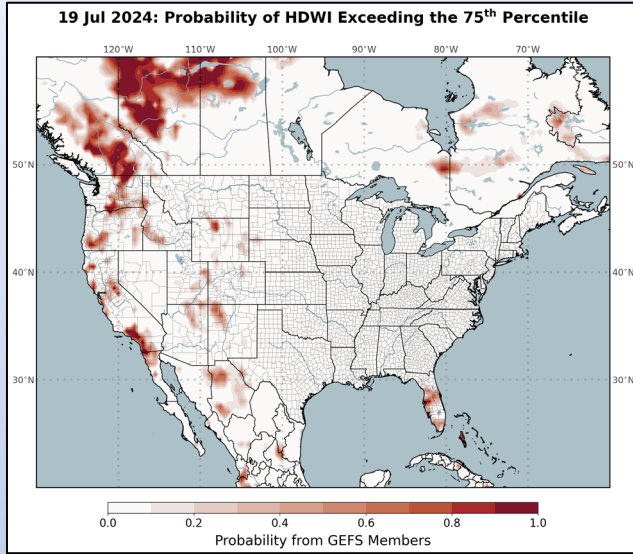 19 Jul 2024: Probability of HDWI Exceeding the 75th Percentile
120°W 110°W 100°W 90°W 80°W 70°W
50°N 50°N
40°N 40°N
30°N 30°N
0.0 0.2 0.4 0.6 0.8 1.0
Probability from GEFS Members